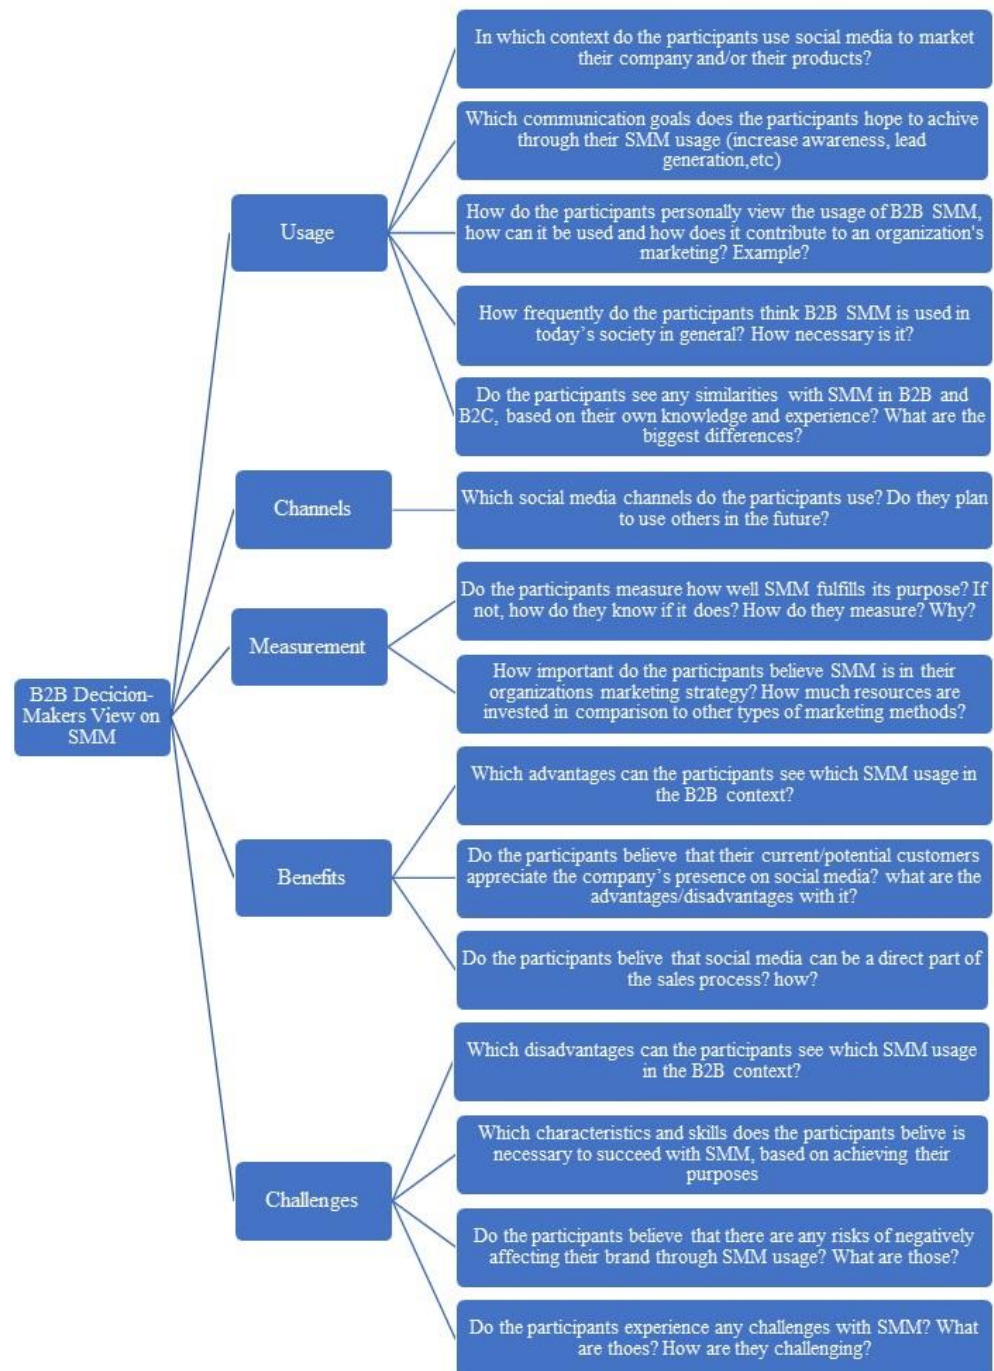 B2B Decicion-
Makers View on
SMM
Usage
In which context do the participants use social media to market
their company and/or their products?
Which communication goals does the participants hope to achive
through their SMM usage (increase awareness, lead
generation,etc)
How do the participants personally view the usage of B2B SMM,
how can it be used and how does it contribute to an organization's
marketing? Example?
How frequently do the participants think B2B SMM is used in
today’s society in general? How necessary is it?
Do the participants see any similarities with SMM in B2B and
B2C, based on their own knowledge and experience? What are the
biggest differences?
Channels
Which social media channels do the participants use? Do they plan
to use others in the future?
Measurement
Do the participants measure how well SMM fulfills its purpose? If
not, how do they know if it does? How do they measure? Why?
How important do the participants believe SMM is in their
organizations marketing strategy? How much resources are
invested in comparison to other types of marketing methods?
Benefits
Which advantages can the participants see which SMM usage in
the B2B context?
Do the participants believe that their current/potential customers
appreciate the company’s presence on social media? what are the
advantages/disadvantages with it?
Do the participants belive that social media can be a direct part of
the sales process? how?
Challenges
Which disadvantages can the participants see which SMM usage
in the B2B context?
Which characteristics and skills does the participants belive is
necessary to succeed with SMM, based on achieving their
purposes
Do the participants believe that there are any risks of negatively
affecting their brand through SMM usage? What are those?
Do the participants experience any challenges with SMM? What
are thoes? How are they challenging?